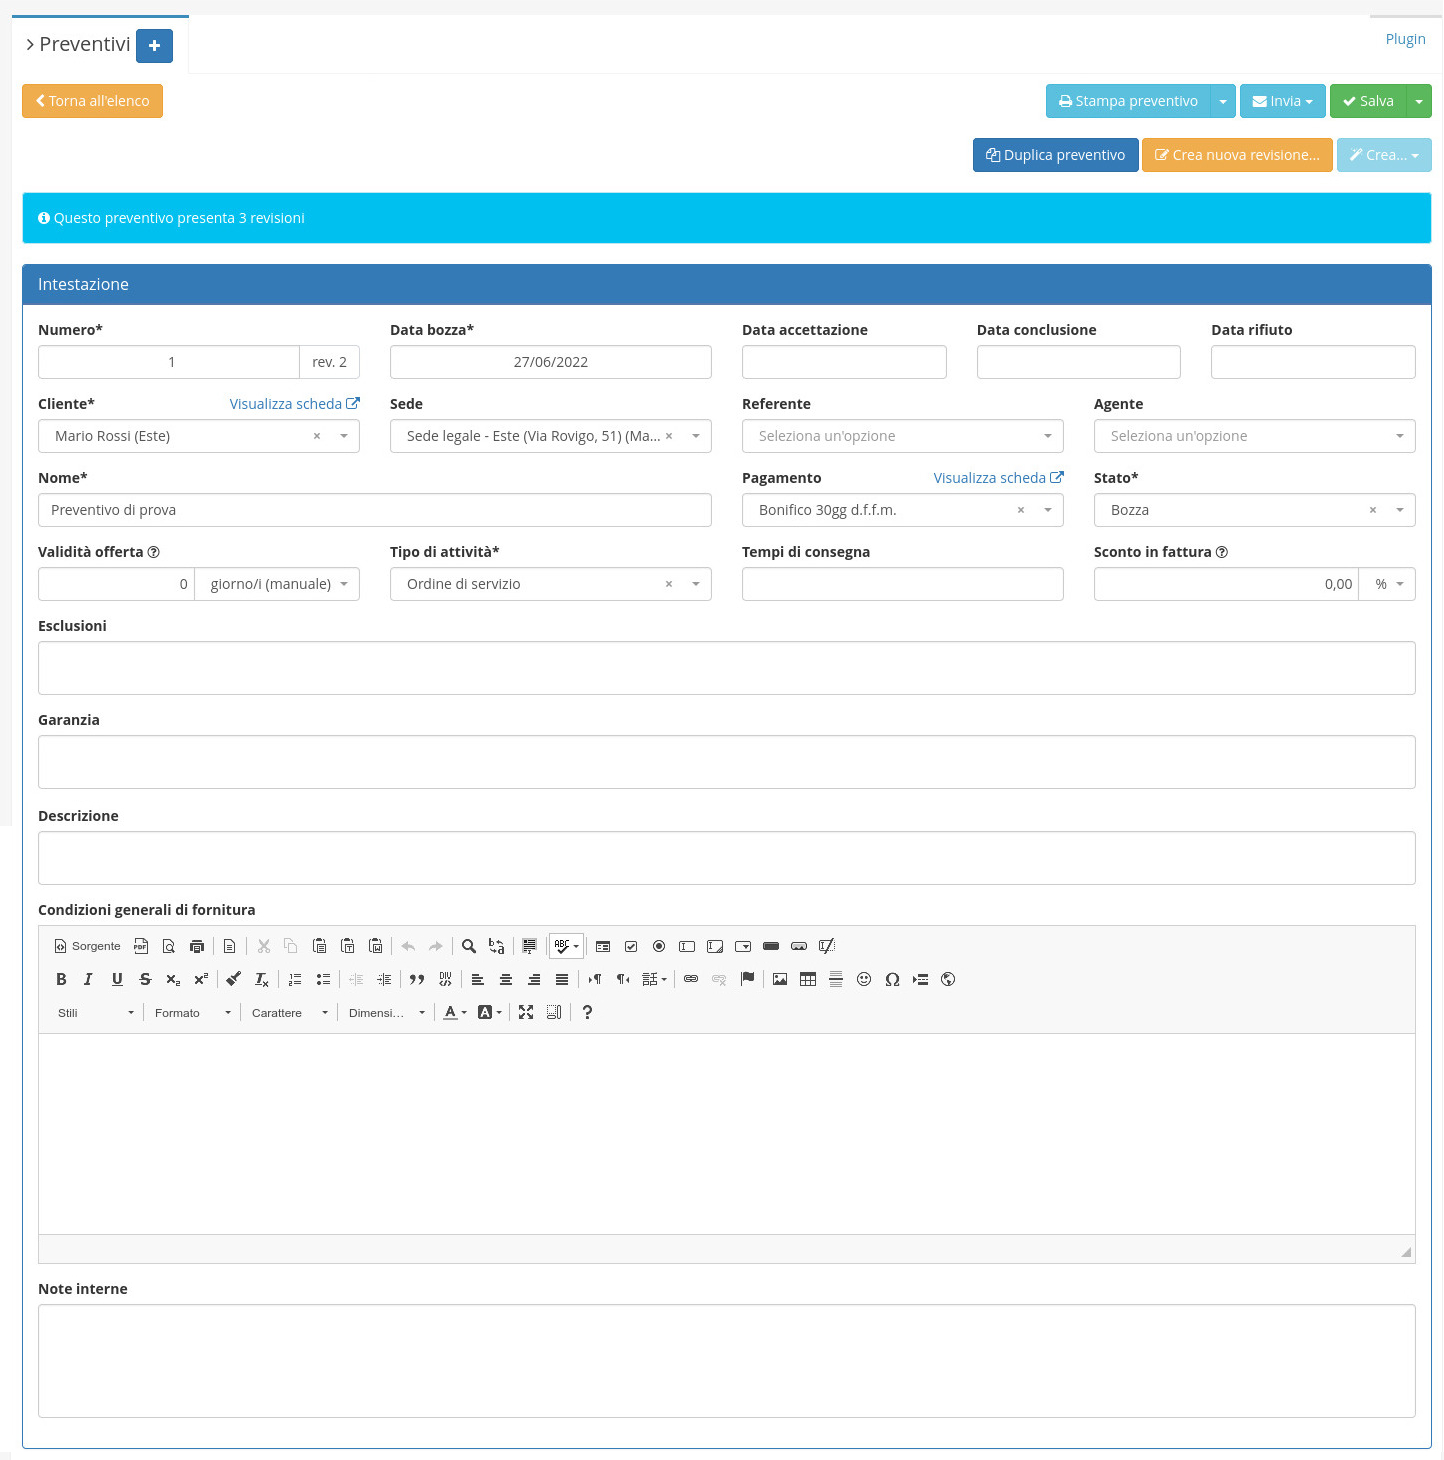 Preventivi
Plugin
Torna all'elenco
Stampa preventivo Invia Salva
Duplica preventivo Crea nuova revisione... Crea...
Questo preventivo presenta 3 revisioni
Intestazione
Numero* Data bozza* Data accettazione Data conclusione Data rifiuto
1 rev. 2 27/06/2022
Cliente* Visualizza scheda Sede Referente Agente
Mario Rossi (Este) × Sede legale - Este (Via Rovigo, 51) (Ma... × Seleziona un'opzione Seleziona un'opzione
Nome* Pagamento Visualizza scheda Stato*
Preventivo di prova Bonifico 30gg d.f.f.m. × Bozza ×
Validità offerta Tipo di attività* Tempi di consegna Sconto in fattura
0 giorno/i (manuale) Ordine di servizio × 0,00 %
Esclusioni
Garanzia
Descrizione
Condizioni generali di fornitura
Sorgente
Stili Formato Carattere Dimensi...
Note interne